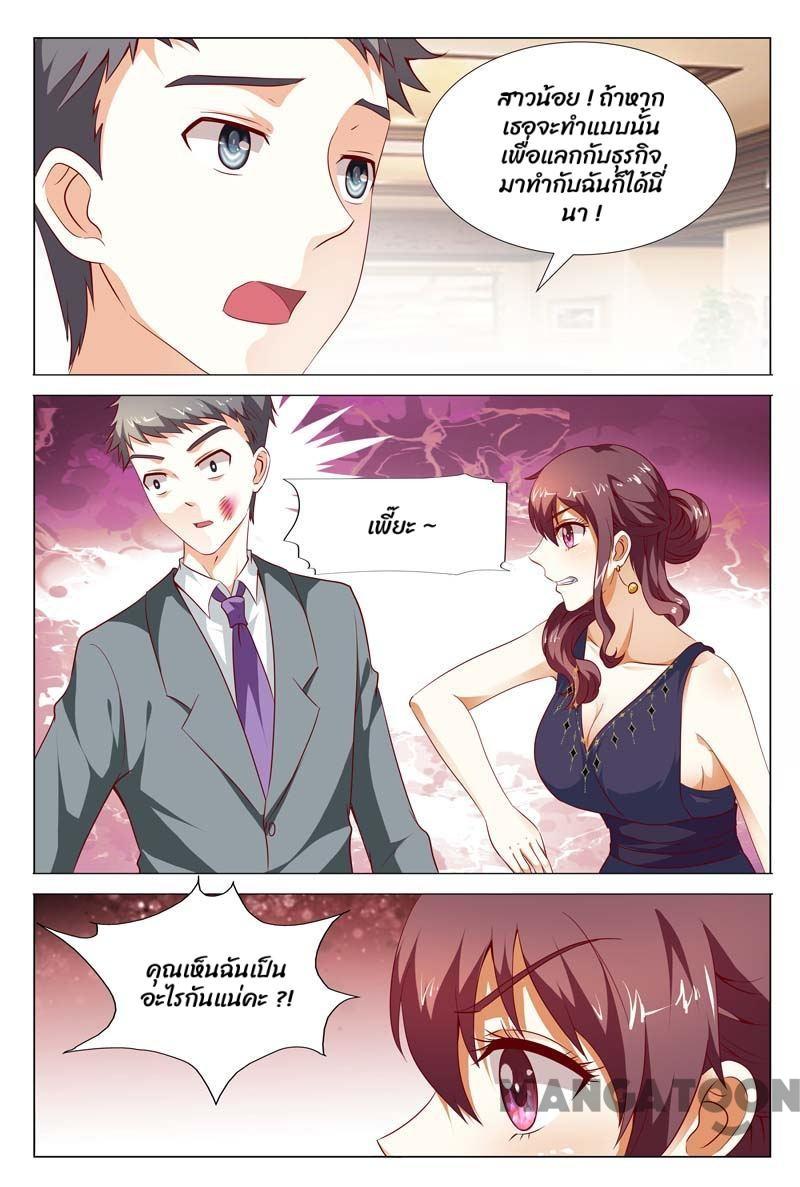 สาวน้อย ! ถ้าหาก
เธอจะทำแบบนั้น
เพื่อแลกกับธุรกิจ
มาทำกับฉันก็ได้นี่
นา !
เพี๊ยะ ~
คุณเห็นฉันเป็น
อะไรกันแน่คะ ?!
MANGATOON